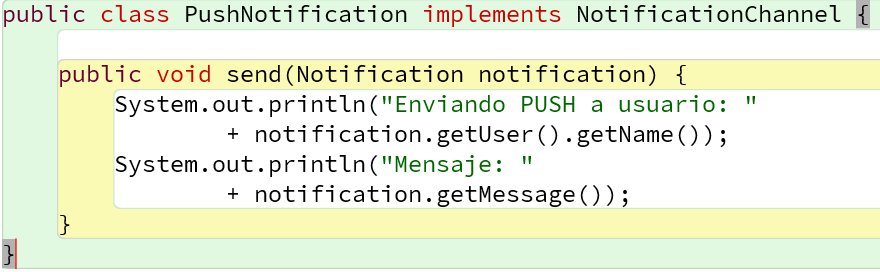 public class PushNotification implements NotificationChannel {
public void send(Notification notification) {
System.out.println("Enviando PUSH a usuario: "
+ notification.getUser().getName());
System.out.println("Mensaje: "
+ notification.getMessage());
}
}